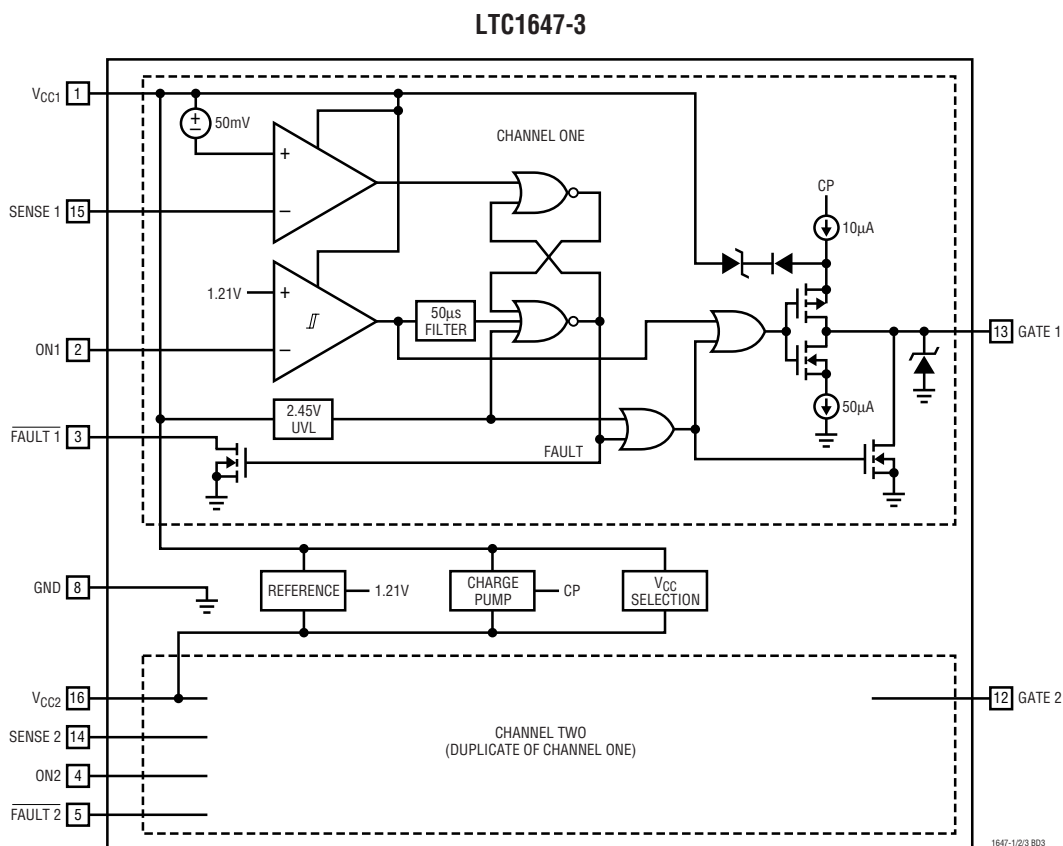 LTC1647-3
VCC1 1
50mV
+
−
+
−
CHANNEL ONE
SENSE 1 15
CP
10µA
1.21V
+
−
50µs
FILTER
ON1 2
13 GATE 1
2.45V
UVL
50µA
FAULT 1 3
FAULT
GND 8
REFERENCE
1.21V
CHARGE
PUMP
CP
VCC
SELECTION
VCC2 16
12 GATE 2
SENSE 2 14
CHANNEL TWO
(DUPLICATE OF CHANNEL ONE)
ON2 4
FAULT 2 5
1647-1/2/3 BD3